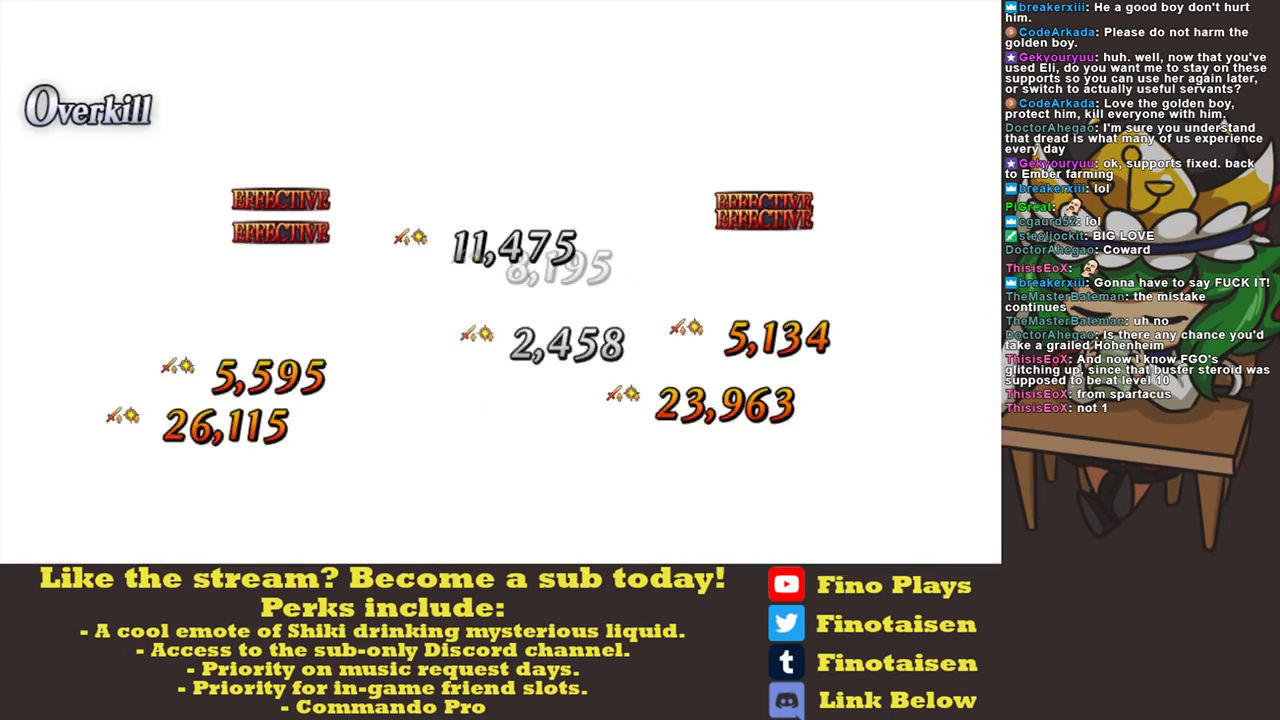 Overkill
EFFECTIVE
EFFECTIVE
EFFECTIVE
EFFECTIVE
11,475
8,195
2,458
5,134
5,595
23,963
26,115
breakerxiii: He a good boy don't hurt
him.
CodeArkada: Please do not harm the
golden boy.
Gekyouryuu: huh. well, now that you've
used Eli, do you want me to stay on these
supports so you can use her again later,
or switch to actually useful servants?
CodeArkada: Love the golden boy,
protect him, kill everyone with him.
DoctorAhegao: I'm sure you understand
that dread is what many of us experience
every day
Gekyouryuu: ok, supports fixed. back
to Ember farming
breakerxiii: lol
PiGreat:
cgaurd52: lol
steeljockit: BIG LOVE
DoctorAhegao: Coward
ThisisEoX:
breakerxiii: Gonna have to say FUCK IT!
TheMasterBateman: the mistake
continues
TheMasterBateman: uh no
DoctorAhegao: Is there any chance you'd
take a grailed Hohenheim
ThisisEoX: And now I know FGO's
glitching up, since that buster steroid was
supposed to be at level 10
ThisisEoX: from spartacus
ThisisEoX: not 1
Like the stream? Become a sub today!
Perks include:
- A cool emote of Shiki drinking mysterious liquid.
- Access to the sub-only Discord channel.
- Priority on music request days.
- Priority for in-game friend slots.
- Commando Pro
Fino Plays
Finotaisen
Finotaisen
Link Below